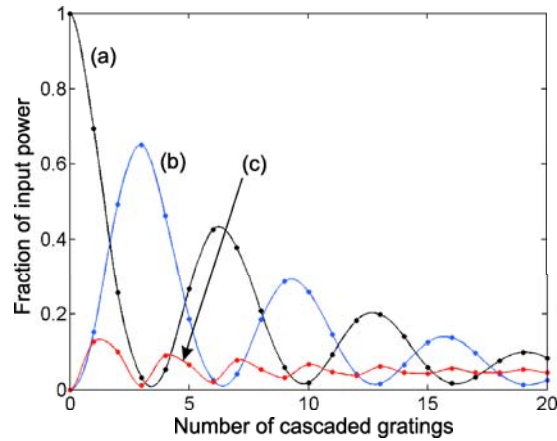 1
0.8
0.6
0.4
0.2
0
(a)
(b)
(c)
0 5 10 15 20
Fraction of input power
Number of cascaded gratings